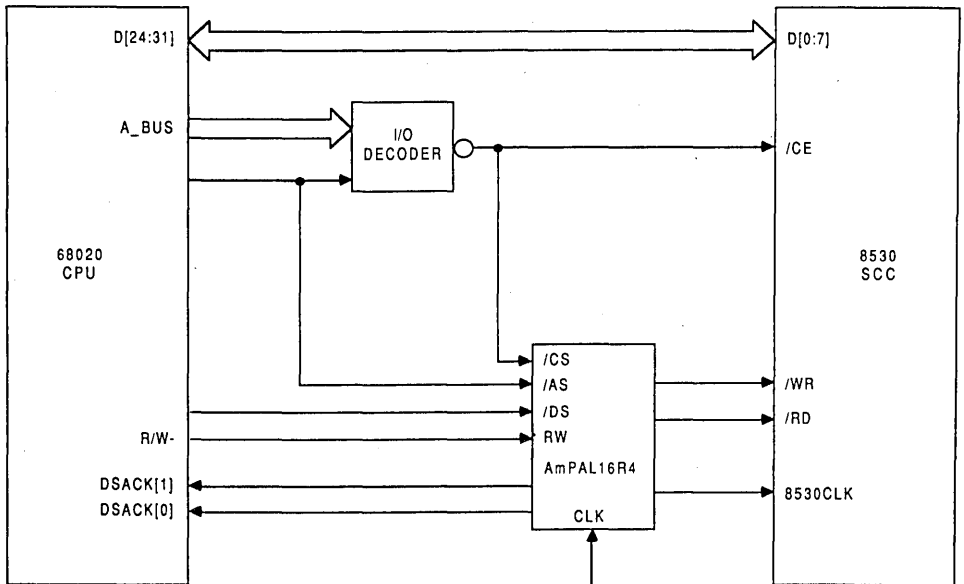 D[24:31]
D[0:7]
A_BUS
I/O
DECODER
/CE
68020
CPU
8530
SCC
/CS
/AS
/WR
/DS
/RD
R/W-
RW
AmPAL16R4
DSACK[1]
8530CLK
DSACK[0]
CLK